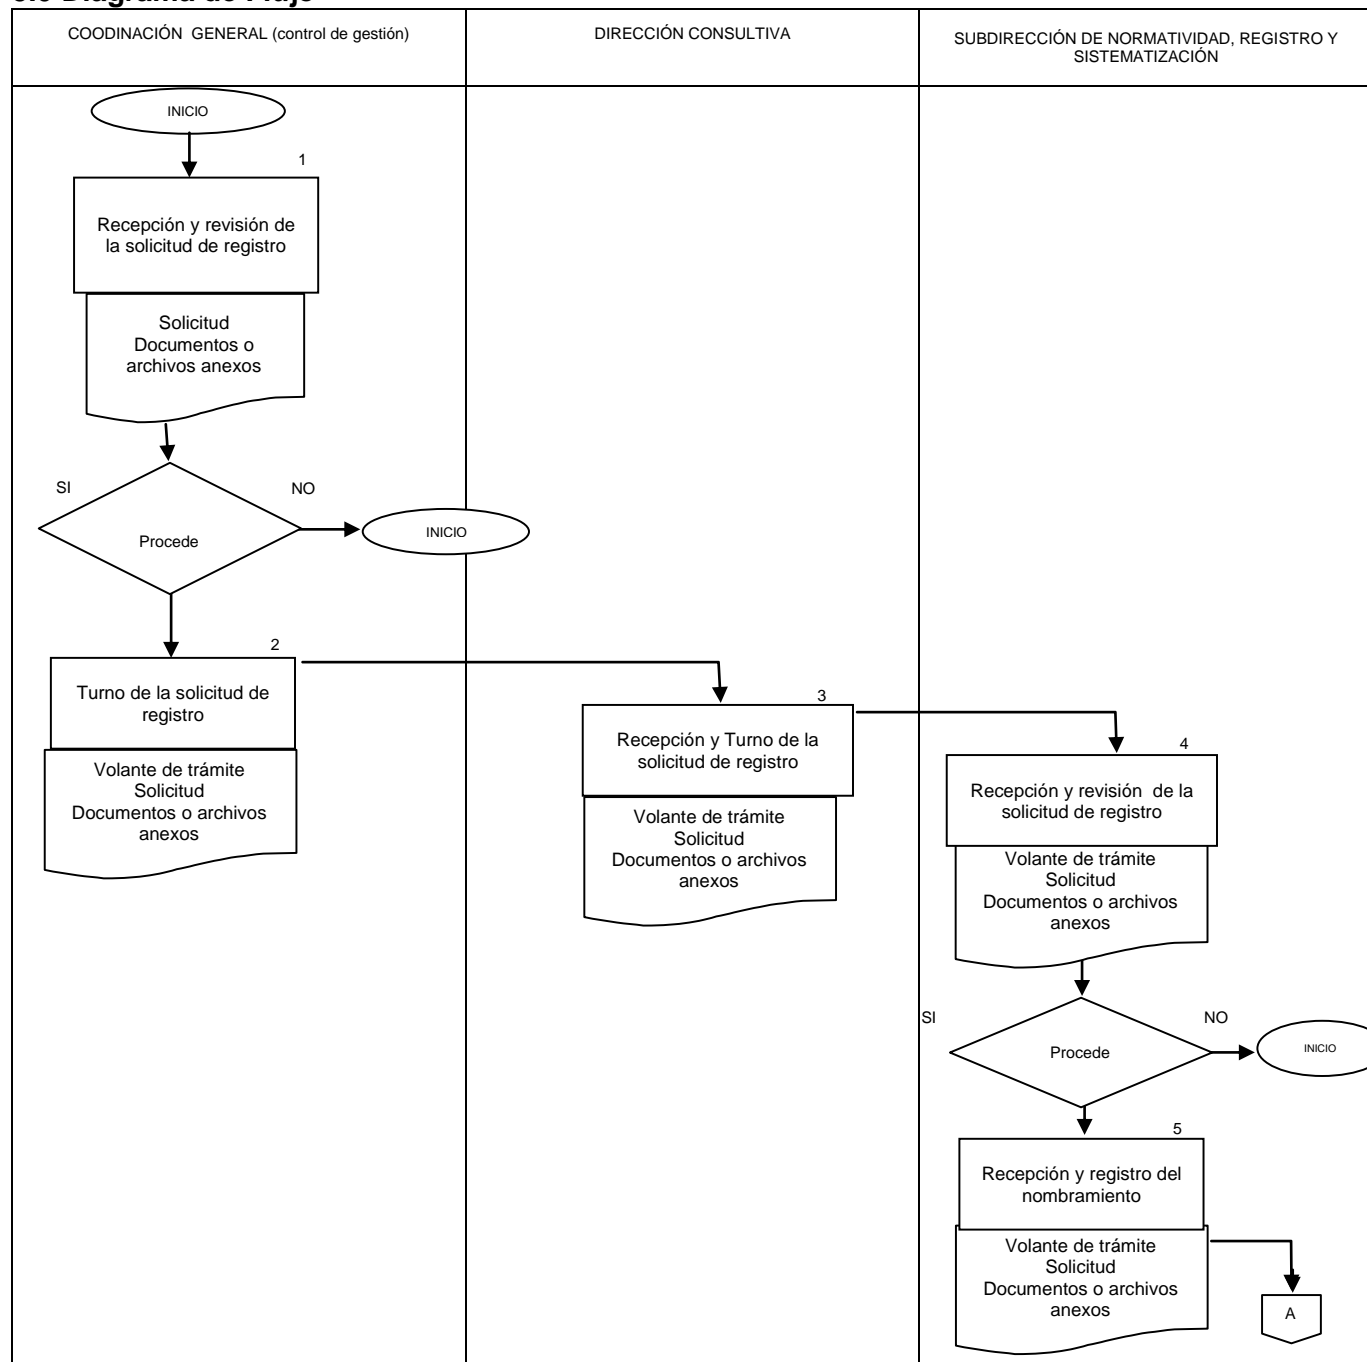 COODINACIÓN GENERAL (control de gestión)
DIRECCIÓN CONSULTIVA
SUBDIRECCIÓN DE NORMATIVIDAD, REGISTRO Y
SISTEMATIZACIÓN
INICIO
1
Recepción y revisión de
la solicitud de registro
Solicitud
Documentos o
archivos anexos
SI
NO
Procede
INICIO
2
Turno de la solicitud de
registro
Volante de trámite
Solicitud
Documentos o archivos
anexos
3
Recepción y Turno de la
solicitud de registro
Volante de trámite
Solicitud
Documentos o archivos
anexos
4
Recepción y revisión de la
solicitud de registro
Volante de trámite
Solicitud
Documentos o archivos
anexos
SI
NO
Procede
INICIO
5
Recepción y registro del
nombramiento
Volante de trámite
Solicitud
Documentos o archivos
anexos
A